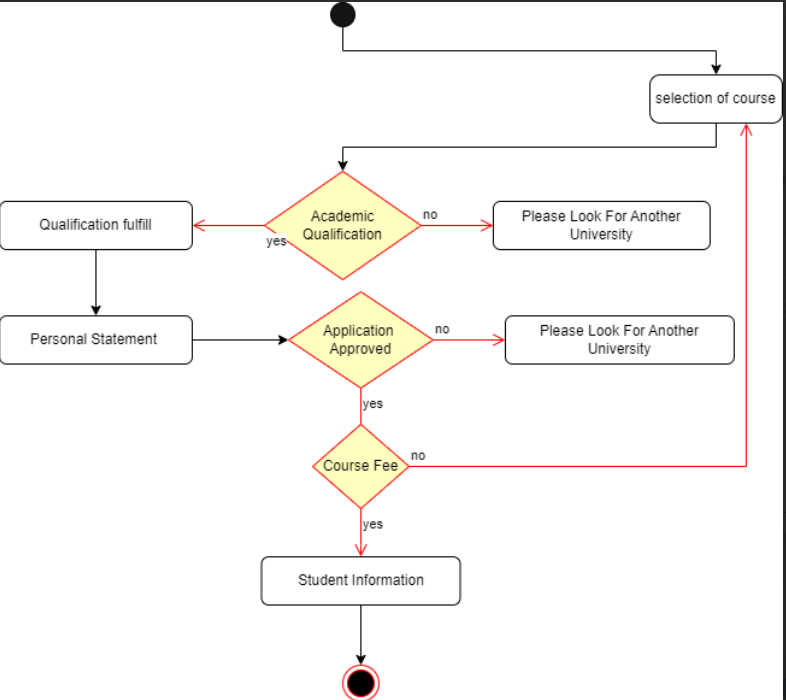 selection of course
Academic
Qualification
no
yes
Qualification fulfill
Please Look For Another
University
Personal Statement
Application
Approved
no
Please Look For Another
University
yes
Course Fee
no
yes
Student Information